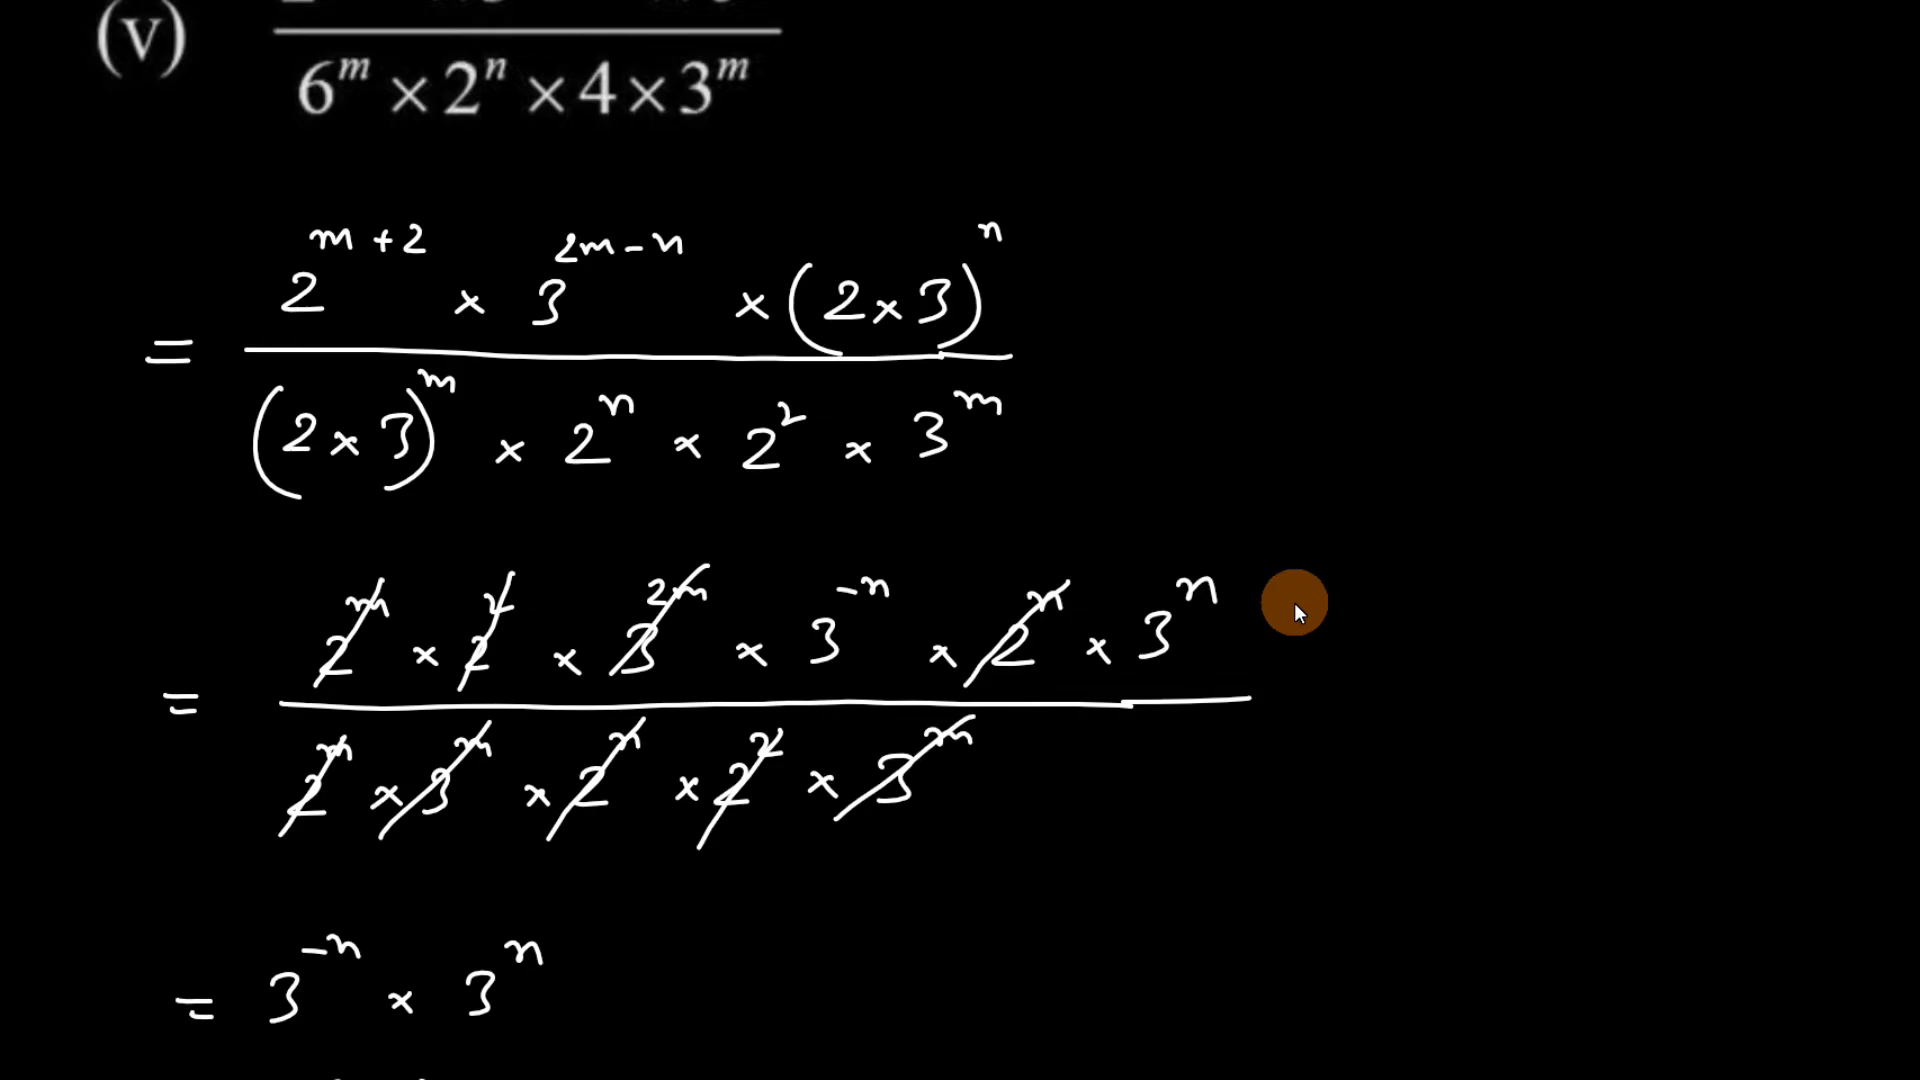 (v)
6^m × 2^n × 4 × 3^m
2^(m+2) × 3^(2m-n) × (2 × 3)^n
=
(2 × 3)^m × 2^n × 2^2 × 3^m
2^m × 2^2 × 3^2m × 3^-n × 2^n × 3^n
=
2^m × 3^m × 2^n × 2^2 × 3^m
= 3^-n × 3^n